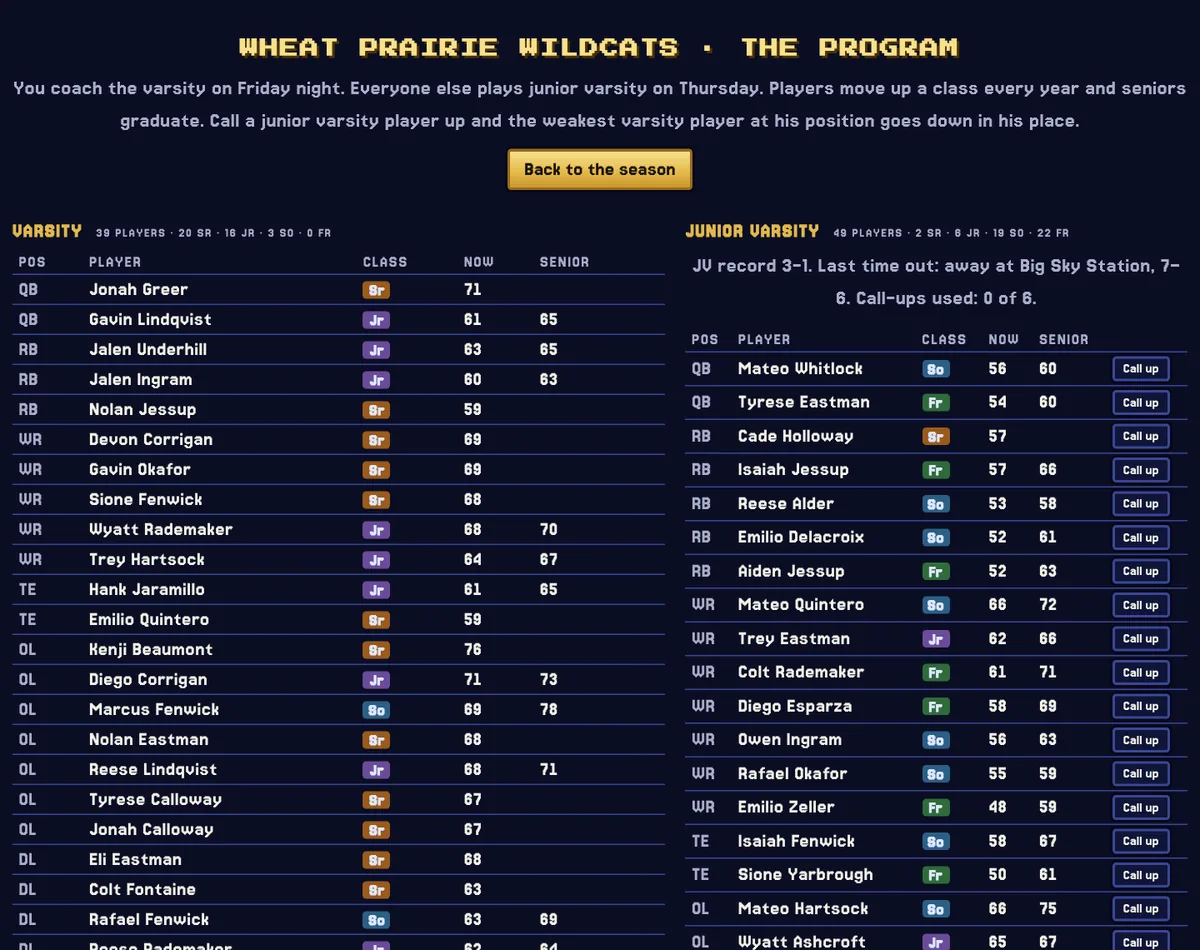 WHEAT PRAIRIE WILDCATS · THE PROGRAM
You coach the varsity on Friday night. Everyone else plays junior varsity on Thursday. Players move up a class every year and seniors
graduate. Call a junior varsity player up and the weakest varsity player at his position goes down in his place.
Back to the season
VARSITY 39 PLAYERS · 20 SR · 16 JR · 3 SO · 0 FR
POS PLAYER CLASS NOW SENIOR
QB Jonah Greer Sr 71
QB Gavin Lindqvist Jr 61 65
RB Jalen Underhill Jr 63 65
RB Jalen Ingram Jr 60 63
RB Nolan Jessup Sr 59
WR Devon Corrigan Sr 69
WR Gavin Okafor Sr 69
WR Sione Fenwick Sr 68
WR Wyatt Rademaker Jr 68 70
WR Trey Hartsock Jr 64 67
TE Hank Jaramillo Jr 61 65
TE Emilio Quintero Sr 59
OL Kenji Beaumont Sr 76
OL Diego Corrigan Jr 71 73
OL Marcus Fenwick So 69 78
OL Nolan Eastman Sr 68
OL Reese Lindqvist Jr 68 71
OL Tyrese Calloway Sr 67
OL Jonah Calloway Sr 67
DL Eli Eastman Sr 68
DL Colt Fontaine Sr 63
DL Rafael Fenwick So 63 69
DL Reese Rademaker Jr 62 64
JUNIOR VARSITY 49 PLAYERS · 2 SR · 6 JR · 19 SO · 22 FR
JV record 3-1. Last time out: away at Big Sky Station, 7-
6. Call-ups used: 0 of 6.
POS PLAYER CLASS NOW SENIOR
QB Mateo Whitlock So 56 60 Call up
QB Tyrese Eastman Fr 54 60 Call up
RB Cade Holloway Sr 57 Call up
RB Isaiah Jessup Fr 57 66 Call up
RB Reese Alder So 53 58 Call up
RB Emilio Delacroix So 52 61 Call up
RB Aiden Jessup Fr 52 63 Call up
WR Mateo Quintero So 66 72 Call up
WR Trey Eastman Jr 62 66 Call up
WR Colt Rademaker Fr 61 71 Call up
WR Diego Esparza Fr 58 69 Call up
WR Owen Ingram So 56 63 Call up
WR Rafael Okafor So 55 59 Call up
WR Emilio Zeller Fr 48 59 Call up
TE Isaiah Fenwick So 58 67 Call up
TE Sione Yarbrough Fr 50 61 Call up
OL Mateo Hartsock So 66 75 Call up
OL Wyatt Ashcroft Jr 65 67 Call up